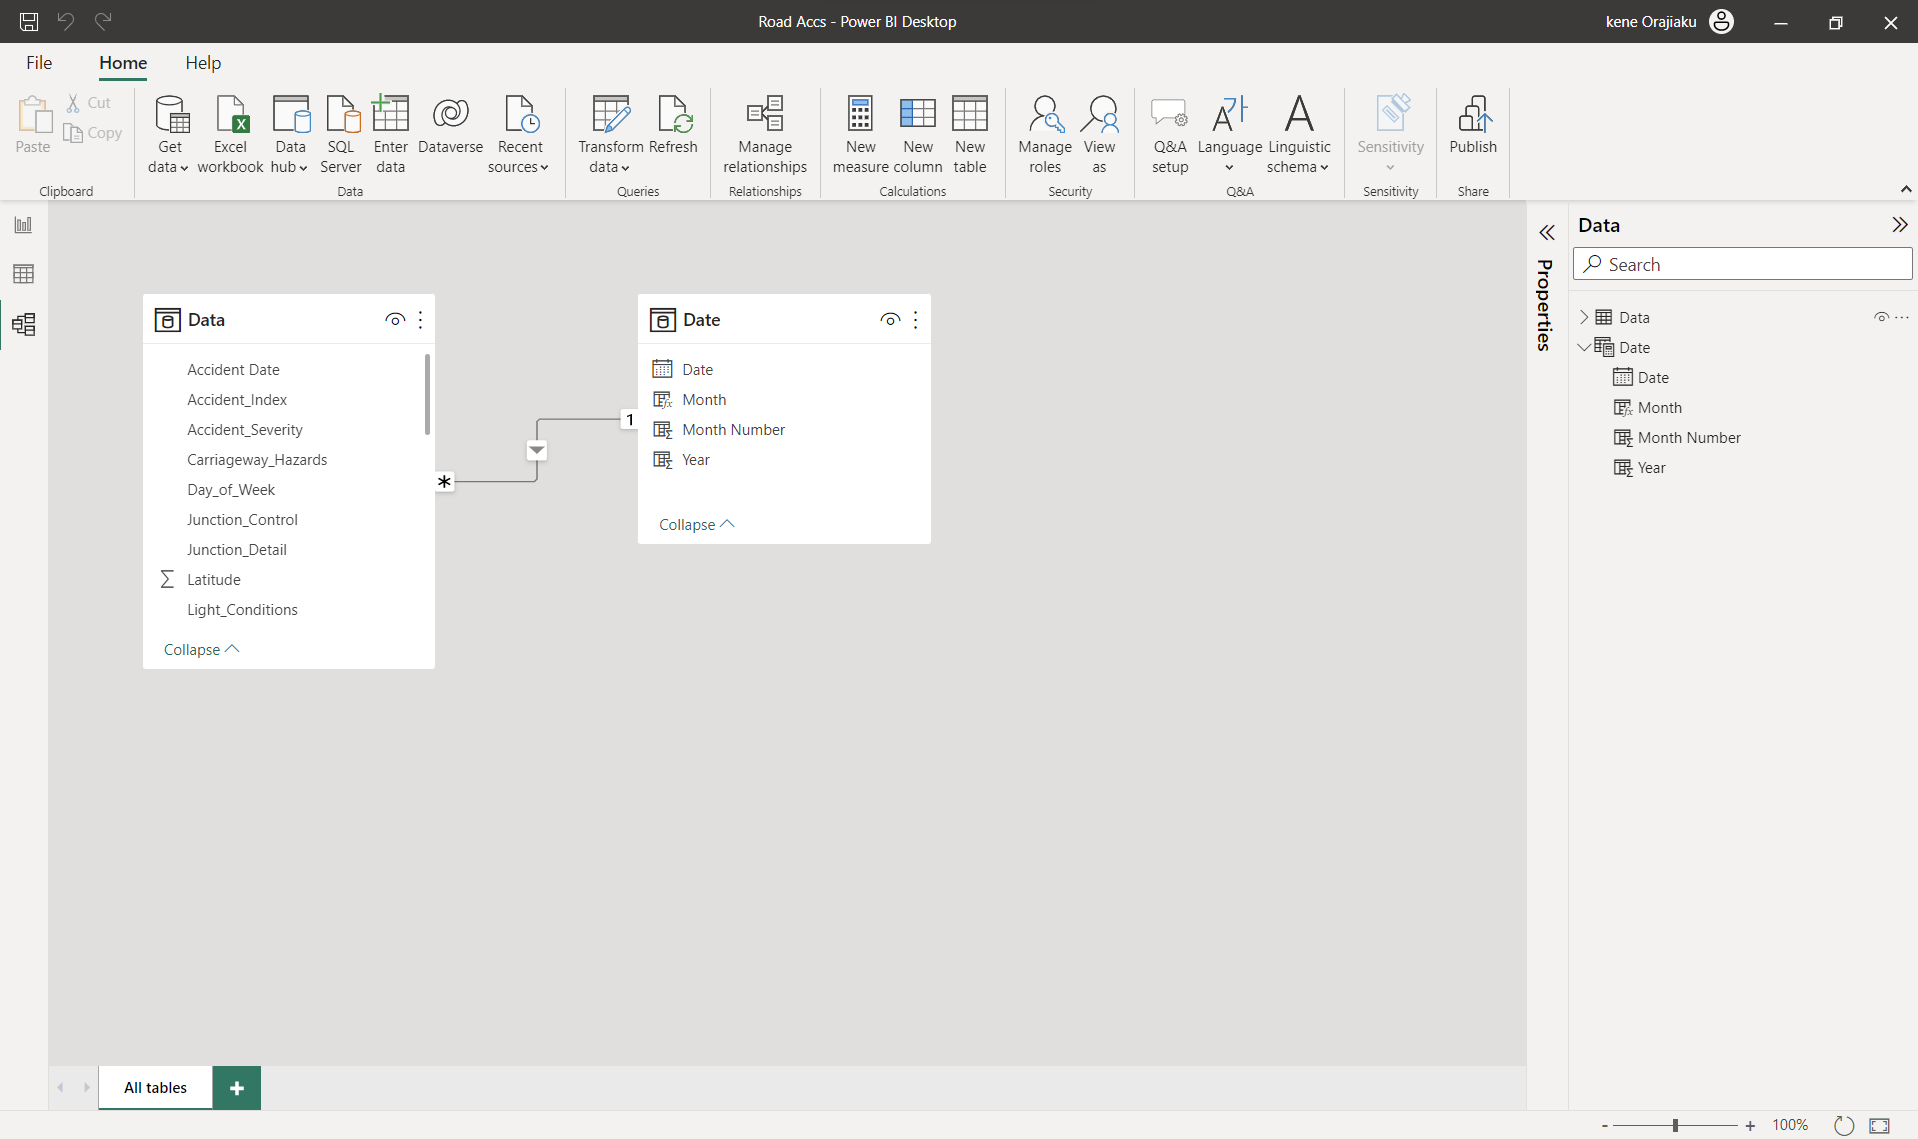 Road Accs - Power BI Desktop
kene Orajiaku
File Home Help
Paste
Cut
Copy
Clipboard
Get data
Excel workbook
Data hub
SQL Server
Enter data
Dataverse
Recent sources
Data
Transform data
Refresh
Queries
Manage relationships
Relationships
New measure
New column
New table
Calculations
Manage roles
View as
Security
Q&A setup
Language
Linguistic schema
Q&A
Sensitivity
Sensitivity
Publish
Share
Data
Accident Date
Accident_Index
Accident_Severity
Carriageway_Hazards
Day_of_Week
Junction_Control
Junction_Detail
Latitude
Light_Conditions
Collapse
*
1
Date
Date
Month
Month Number
Year
Collapse
Properties
Data
Search
Data
Date
Date
Month
Month Number
Year
All tables
+
- + 100%